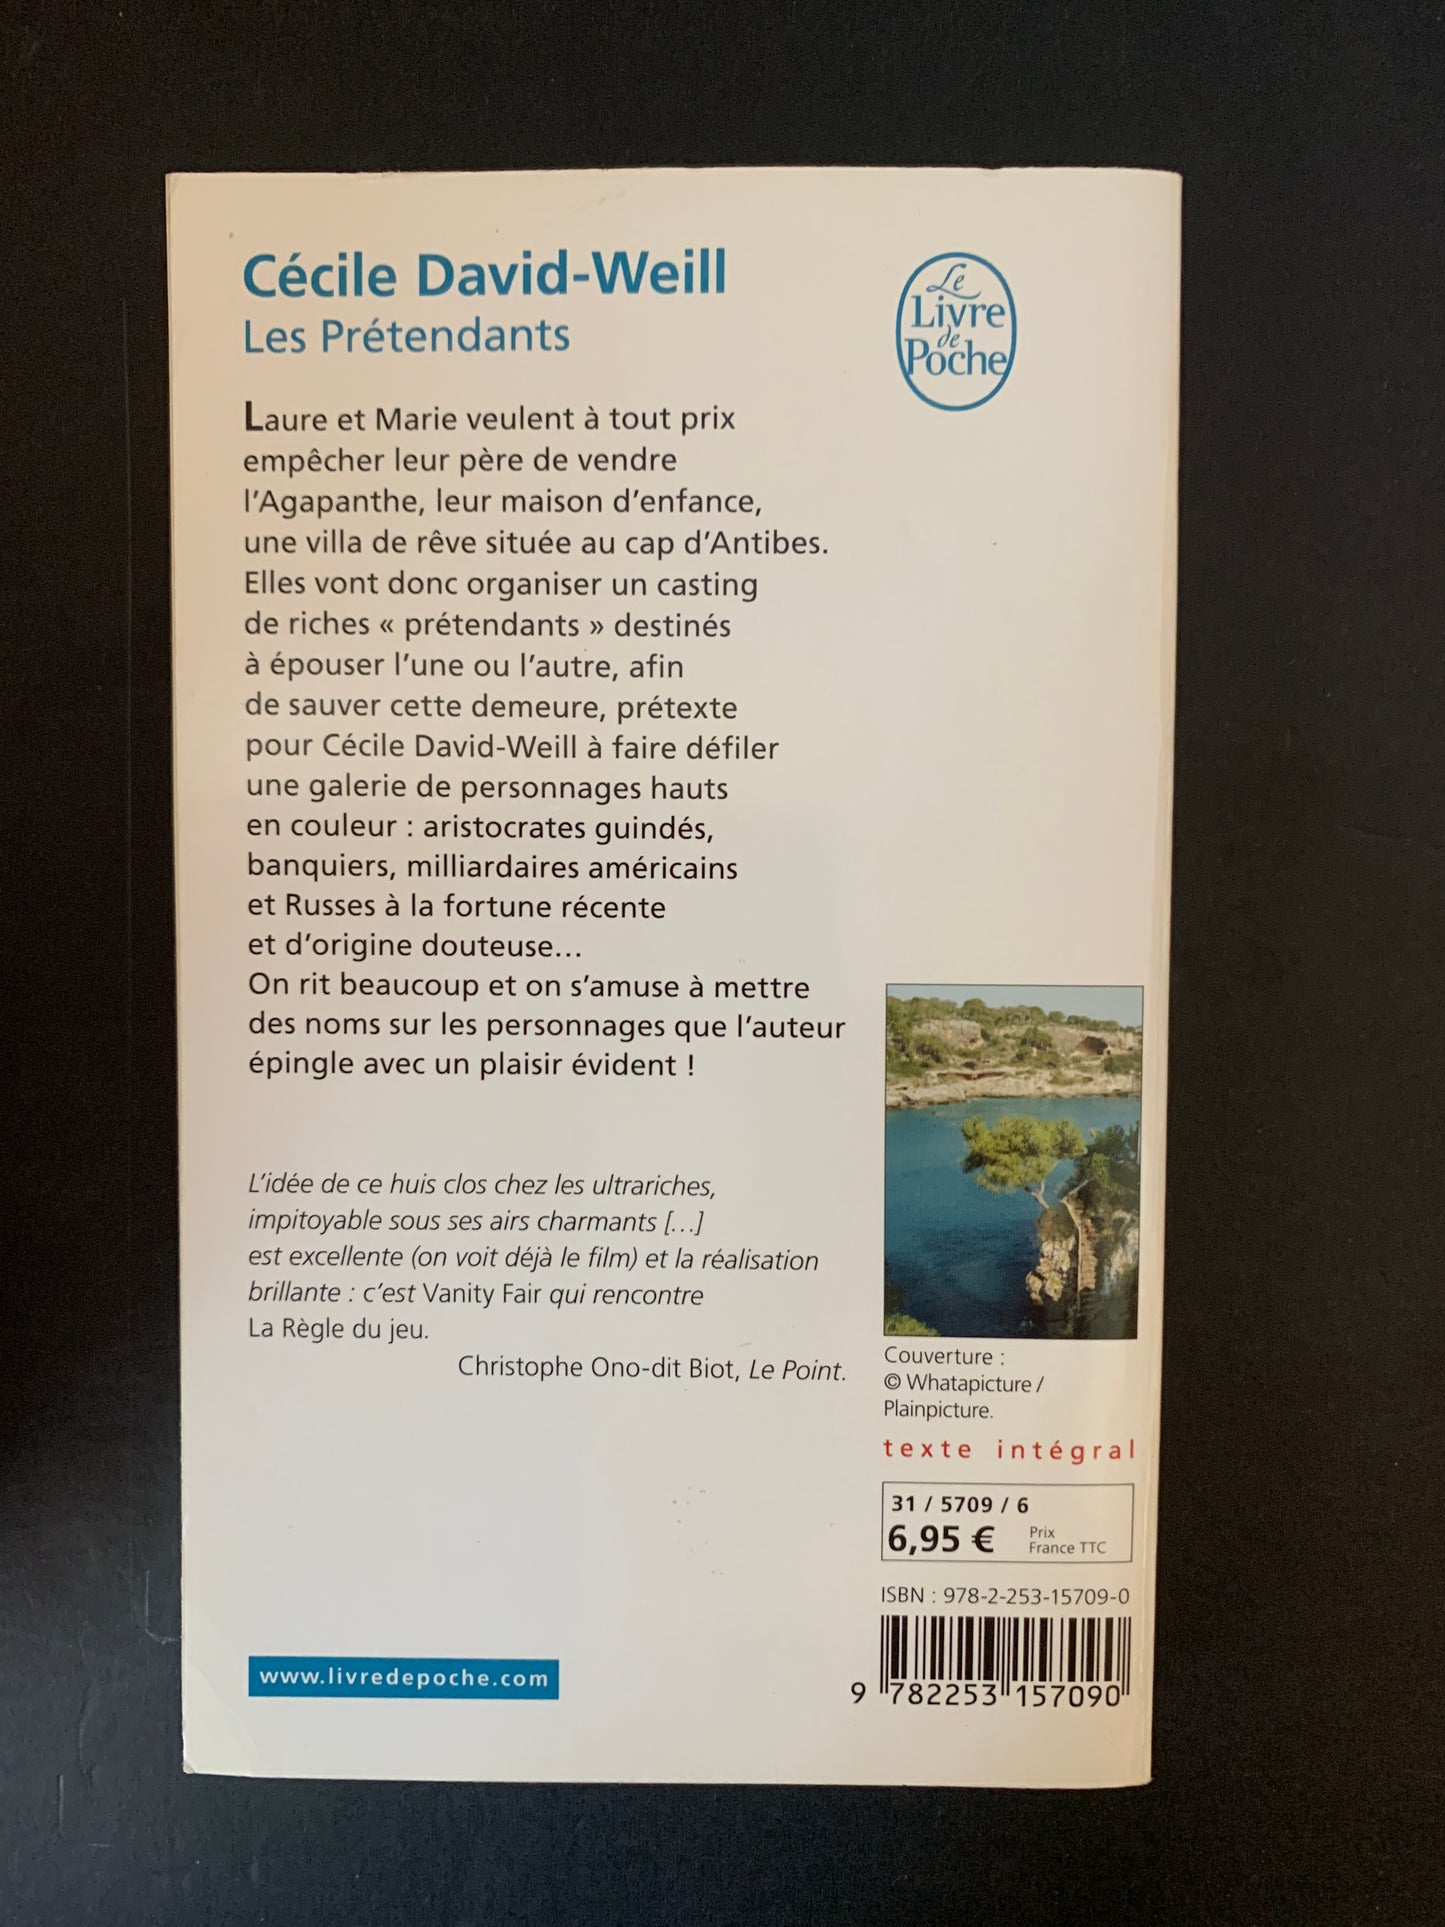 Cécile David-Weill
Les Prétendants
Le
Livre
de
Poche
Laure et Marie veulent à tout prix
empêcher leur père de vendre
l'Agapanthe, leur maison d'enfance,
une villa de rêve située au cap d'Antibes.
Elles vont donc organiser un casting
de riches « prétendants » destinés
à épouser l'une ou l'autre, afin
de sauver cette demeure, prétexte
pour Cécile David-Weill à faire défiler
une galerie de personnages hauts
en couleur : aristocrates guindés,
banquiers, milliardaires américains
et Russes à la fortune récente
et d'origine douteuse…
On rit beaucoup et on s'amuse à mettre
des noms sur les personnages que l'auteur
épingle avec un plaisir évident !
L'idée de ce huis clos chez les ultrariches,
impitoyable sous ses airs charmants […]
est excellente (on voit déjà le film) et la réalisation
brillante : c'est Vanity Fair qui rencontre
La Règle du jeu.
Christophe Ono-dit Biot, Le Point.
Couverture :
© Whatapicture /
Plainpicture.
texte intégral
31 / 5709 / 6
6,95 € Prix
France TTC
ISBN : 978-2-253-15709-0
9 782253 157090
www.livredepoche.com